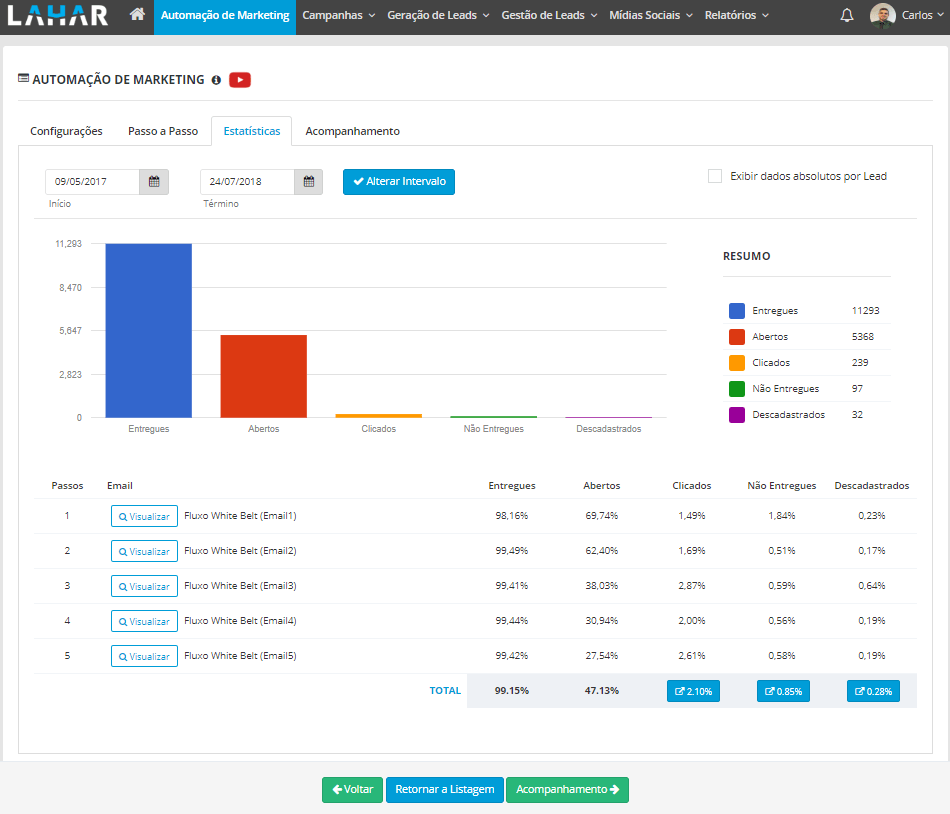 LAHAR Automação de Marketing Campanhas Geração de Leads Gestão de Leads Mídias Sociais Relatórios Carlos
AUTOMAÇÃO DE MARKETING
Configurações Passo a Passo Estatísticas Acompanhamento
09/05/2017 24/07/2018 Alterar Intervalo Exibir dados absolutos por Lead
Início Término
11,293
8,470
5,647
2,823
0
Entregues Abertos Clicados Não Entregues Descadastrados
RESUMO
Entregues 11293
Abertos 5368
Clicados 239
Não Entregues 97
Descadastrados 32
Passos Email Entregues Abertos Clicados Não Entregues Descadastrados
1 Visualizar Fluxo White Belt (Email1) 98,16% 69,74% 1,49% 1,84% 0,23%
2 Visualizar Fluxo White Belt (Email2) 99,49% 62,40% 1,69% 0,51% 0,17%
3 Visualizar Fluxo White Belt (Email3) 99,41% 38,03% 2,87% 0,59% 0,64%
4 Visualizar Fluxo White Belt (Email4) 99,44% 30,94% 2,00% 0,56% 0,19%
5 Visualizar Fluxo White Belt (Email5) 99,42% 27,54% 2,61% 0,58% 0,19%
TOTAL 99.15% 47.13% 2.10% 0.85% 0.28%
Voltar Retornar a Listagem Acompanhamento